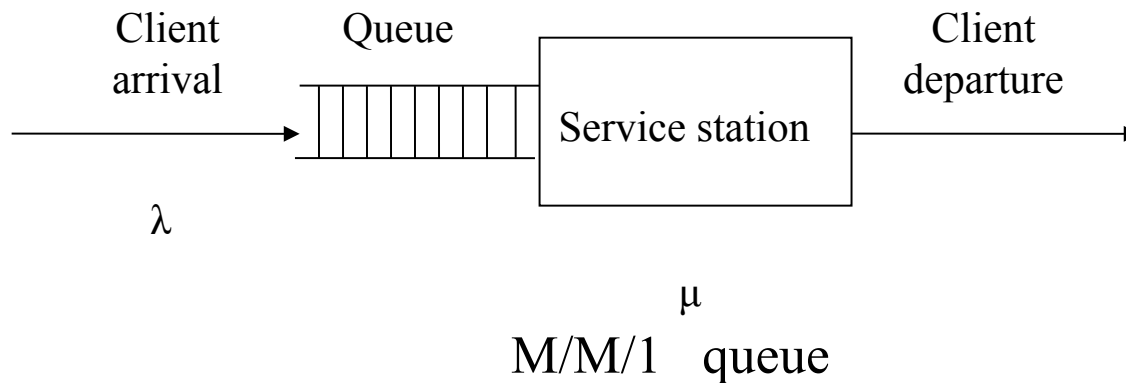 Client
arrival
Queue
Client
departure
Service station
λ
μ
M/M/1 queue